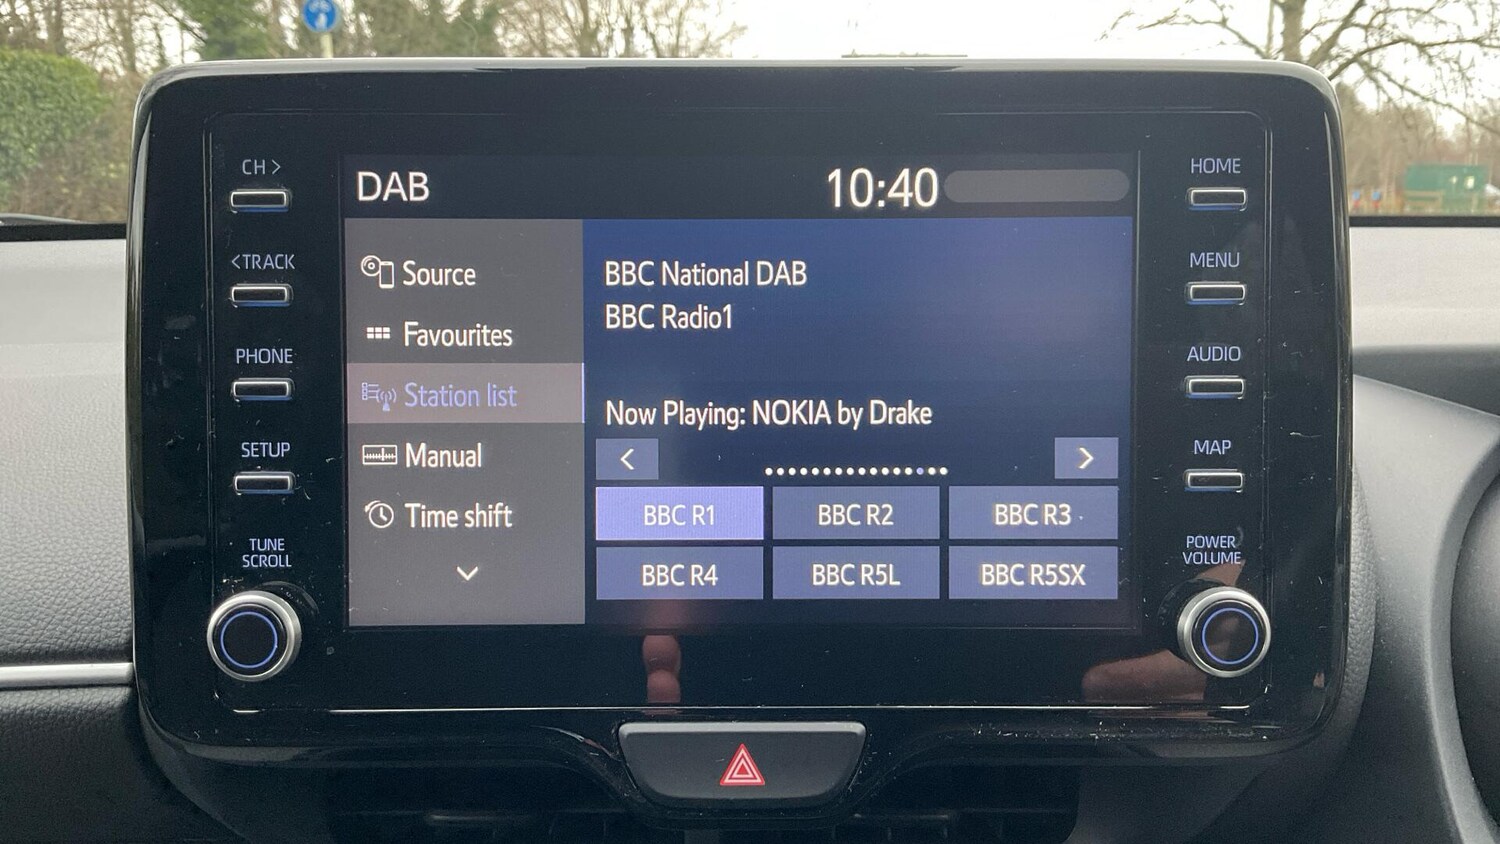 CH >
<TRACK
PHONE
SETUP
TUNE
SCROLL
DAB
10:40
Source
Favourites
Station list
Manual
Time shift
BBC National DAB
BBC Radio1
Now Playing: NOKIA by Drake
< >
BBC R1 BBC R2 BBC R3
BBC R4 BBC R5L BBC R5SX
HOME
MENU
AUDIO
MAP
POWER
VOLUME